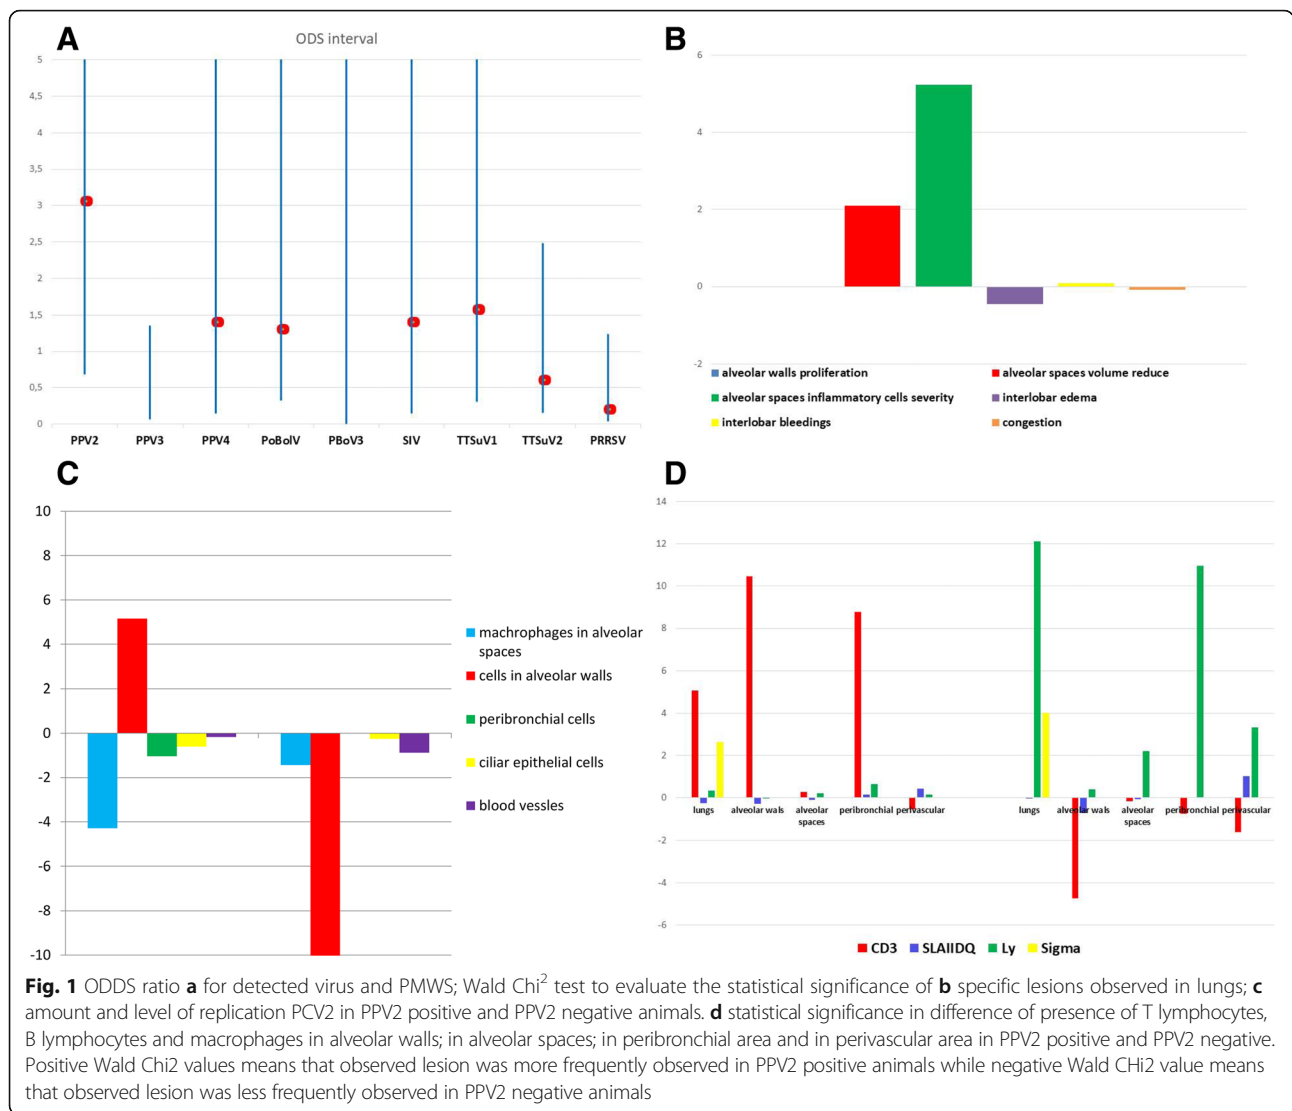 A
ODS interval
5
4,5
4
3,5
3
2,5
2
1,5
1
0,5
0
PPV2 PPV3 PPV4 PoBolV PBoV3 SIV TTSuV1 TTSuV2 PRRSV
B
6
4
2
0
-2
alveolar walls proliferation alveolar spaces volume reduce
alveolar spaces inflammatory cells severity interlobar edema
interlobar bleedings congestion
C
10
8
6
4
2
0
-2
-4
-6
-8
-10
machrophages in alveolar
spaces
cells in alveolar walls
peribronchial cells
ciliar epithelial cells
blood vessles
D
14
12
10
8
6
4
2
0
-2
-4
-6
lungs alveolar wals alveolar spaces peribronchial perivascular lungs alveolar wals alveolar spaces peribronchial perivascular
CD3 SLAIIDQ Ly Sigma
Fig. 1 ODDS ratio a for detected virus and PMWS; Wald Chi2 test to evaluate the statistical significance of b specific lesions observed in lungs; c
amount and level of replication PCV2 in PPV2 positive and PPV2 negative animals. d statistical significance in difference of presence of T lymphocytes,
B lymphocytes and macrophages in alveolar walls; in alveolar spaces; in peribronchial area and in perivascular area in PPV2 positive and PPV2 negative.
Positive Wald Chi2 values means that observed lesion was more frequently observed in PPV2 positive animals while negative Wald CHi2 value means
that observed lesion was less frequently observed in PPV2 negative animals